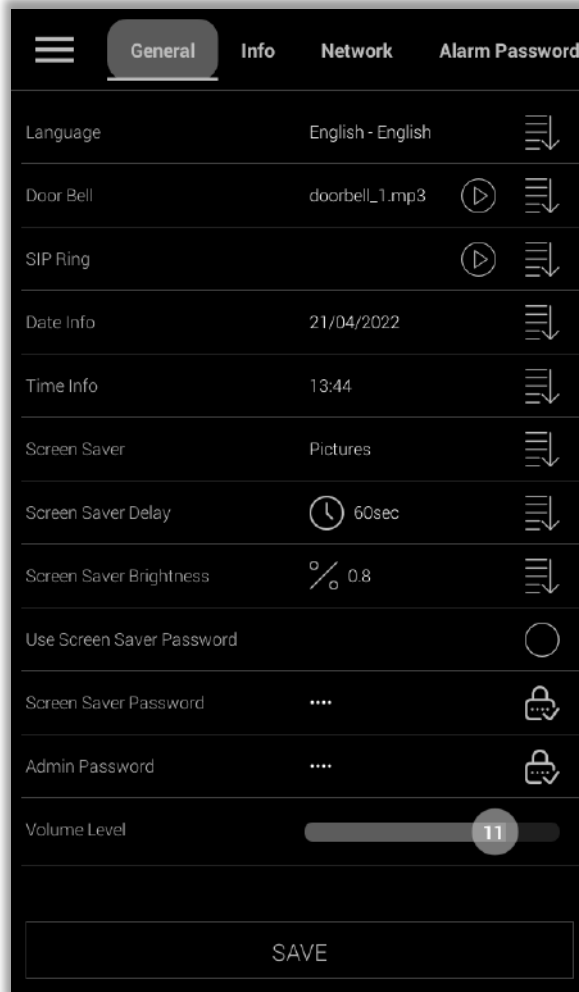 General Info Network Alarm Password
Language English - English
Door Bell doorbell_1.mp3
SIP Ring
Date Info 21/04/2022
Time Info 13:44
Screen Saver Pictures
Screen Saver Delay 60sec
Screen Saver Brightness 0.8
Use Screen Saver Password
Screen Saver Password ••••
Admin Password ••••
Volume Level 11
SAVE